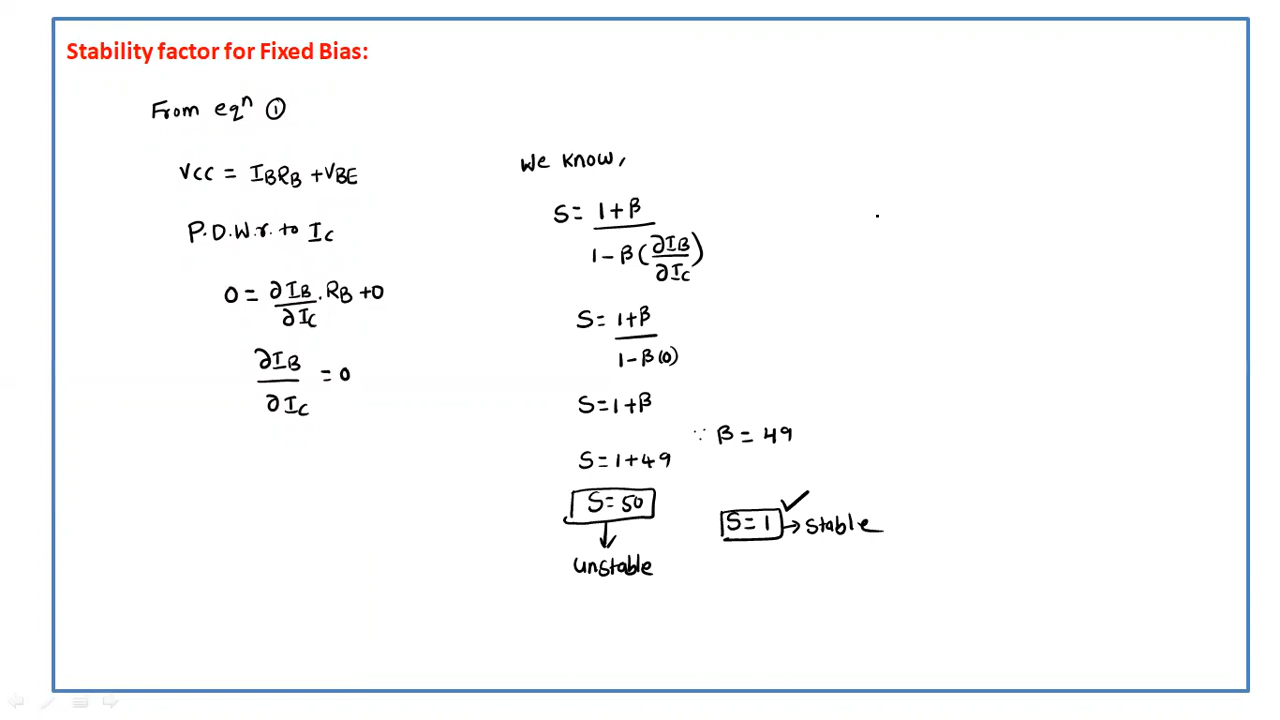 Stability factor for Fixed Bias:
From eqⁿ ①
VCC = IBRB + VBE
P.D.W.r. to IC
0 = ∂IB/∂IC . RB + 0
∂IB/∂IC = 0
We know,
S = 1+β / 1-β(∂IB/∂IC)
S = 1+β / 1-β(0)
S = 1+β
∵ β = 49
S = 1+49
S = 50
unstable
S = 1 → stable